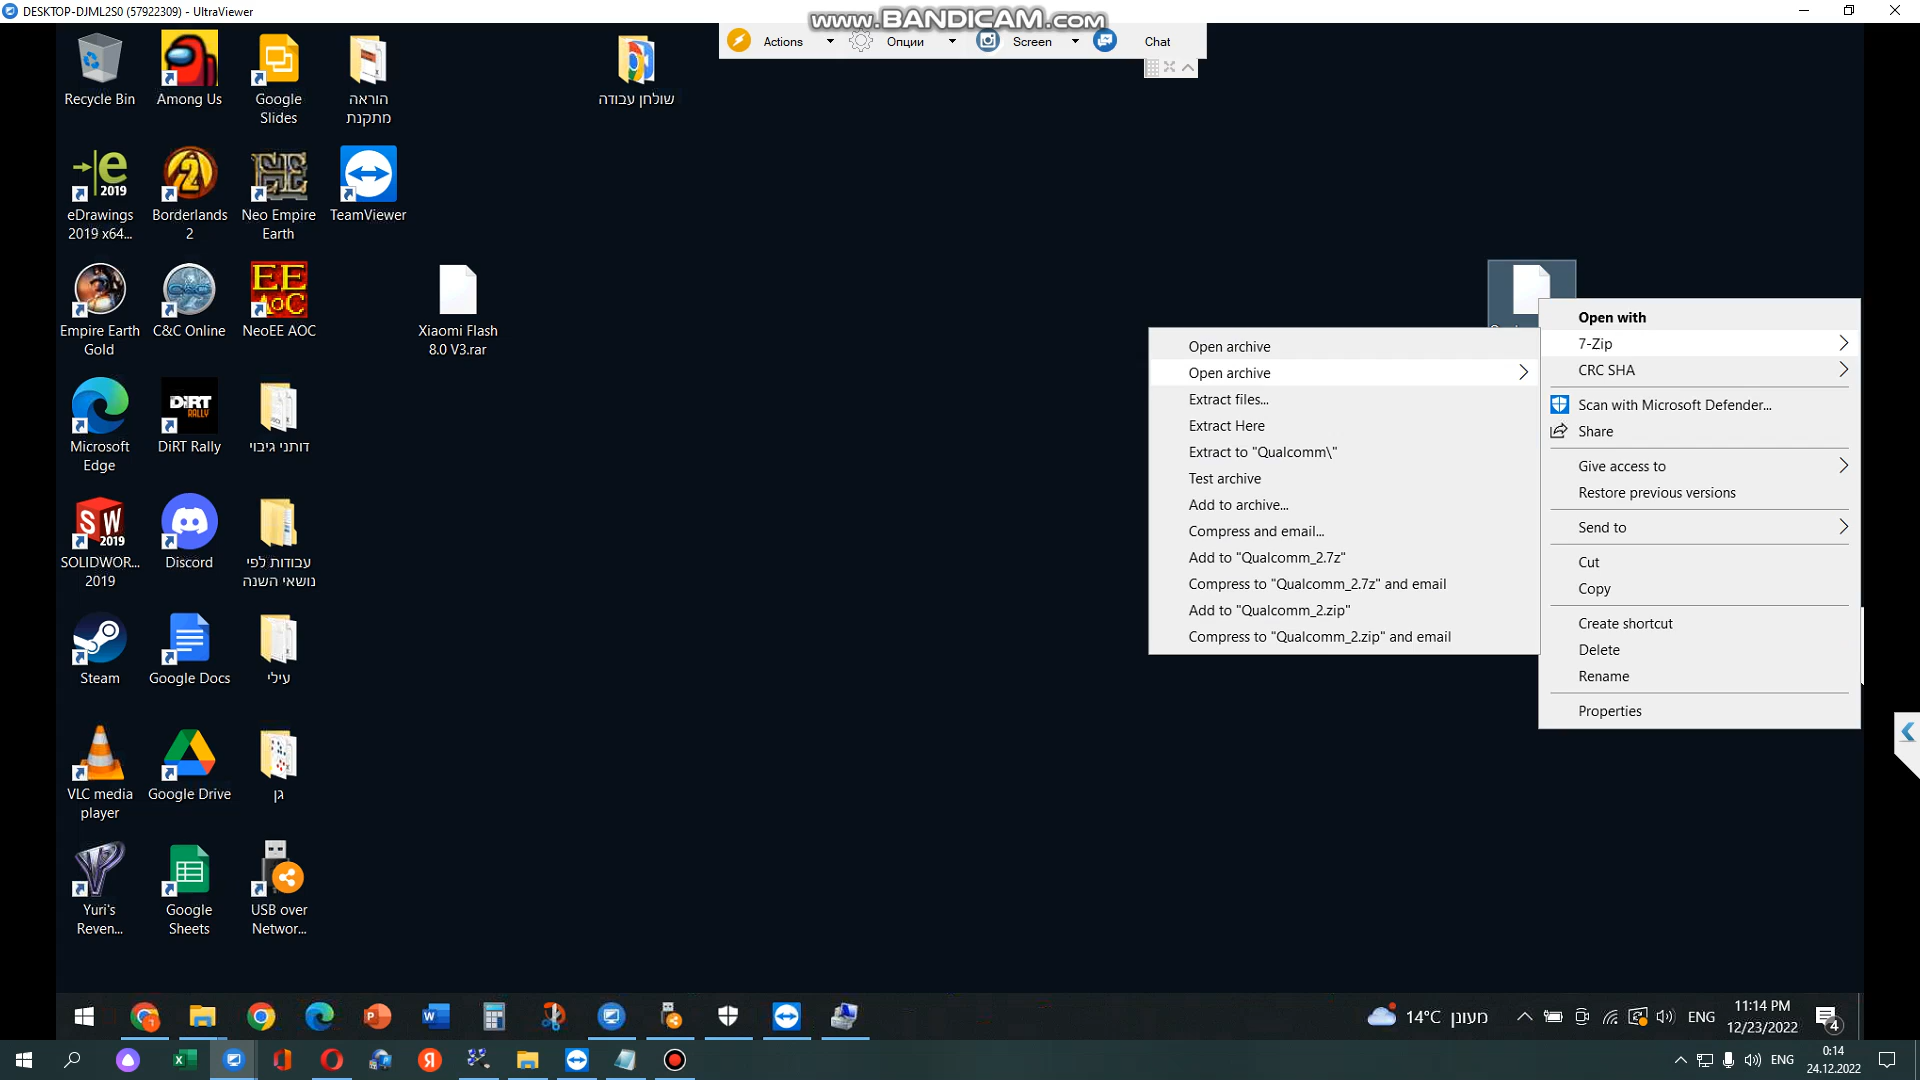 DESKTOP-DJML2S0 (57922309) - UltraViewer
www.BANDICAM.com
Actions
Опции
Screen
Chat
Recycle Bin
Among Us
Google
Slides
הוראה
מתקנת
שולחן עבודה
eDrawings
2019 x64...
Borderlands
2
Neo Empire
Earth
TeamViewer
Empire Earth
Gold
C&C Online
NeoEE AOC
Xiaomi Flash
8.0 V3.rar
Microsoft
Edge
DiRT Rally
דותני גיבוי
SOLIDWOR...
2019
Discord
עבודות לפי
נושאי השנה
Steam
Google Docs
עילי
VLC media
player
Google Drive
גן
Yuri's
Reven...
Google
Sheets
USB over
Networ...
Open archive
Open archive
Extract files...
Extract Here
Extract to "Qualcomm\"
Test archive
Add to archive...
Compress and email...
Add to "Qualcomm_2.7z"
Compress to "Qualcomm_2.7z" and email
Add to "Qualcomm_2.zip"
Compress to "Qualcomm_2.zip" and email
Open with
7-Zip
CRC SHA
Scan with Microsoft Defender...
Share
Give access to
Restore previous versions
Send to
Cut
Copy
Create shortcut
Delete
Rename
Properties
14°C מעונן
ENG
11:14 PM
12/23/2022
4
ENG
0:14
24.12.2022